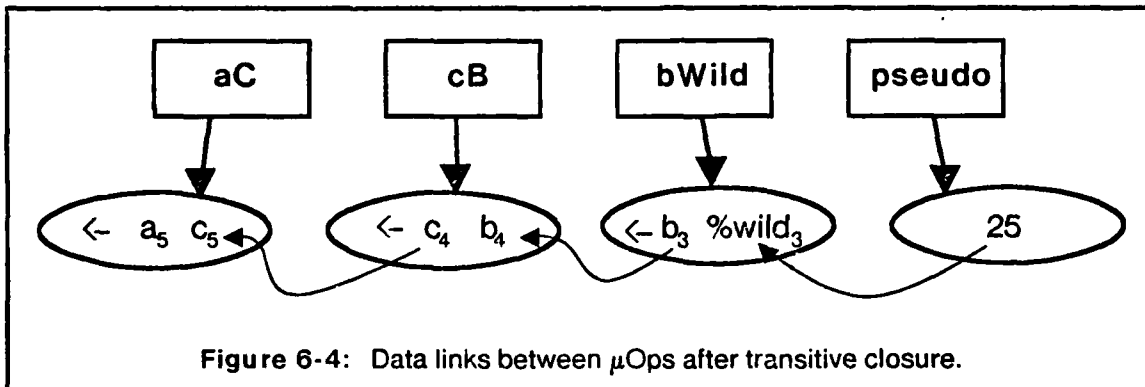 aC cB bWild pseudo
<- a₅ c₅ <- c₄ b₄ <- b₃ %wild₃ 25
Figure 6-4: Data links between µOps after transitive closure.